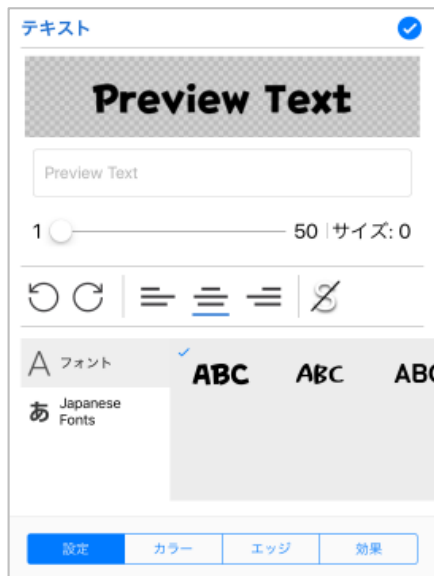 テキスト
Preview Text
Preview Text
1 50 サイズ: 0
S
A フォント
あ Japanese
Fonts
ABC ABC ABC
設定 カラー エッジ 効果